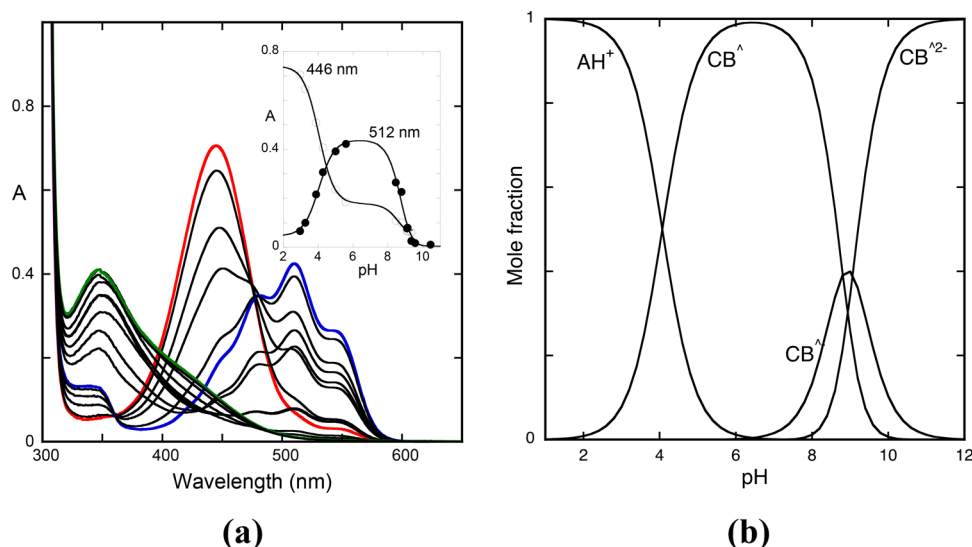 0.8
0.4
0
A
300
400
500
600
Wavelength (nm)
0.8
0.4
0
A
446 nm
512 nm
2
4
6
8
10
pH
(a)
1
0
Mole fraction
AH+
CB^
CB^2-
CB^-
2
4
6
8
10
12
pH
(b)